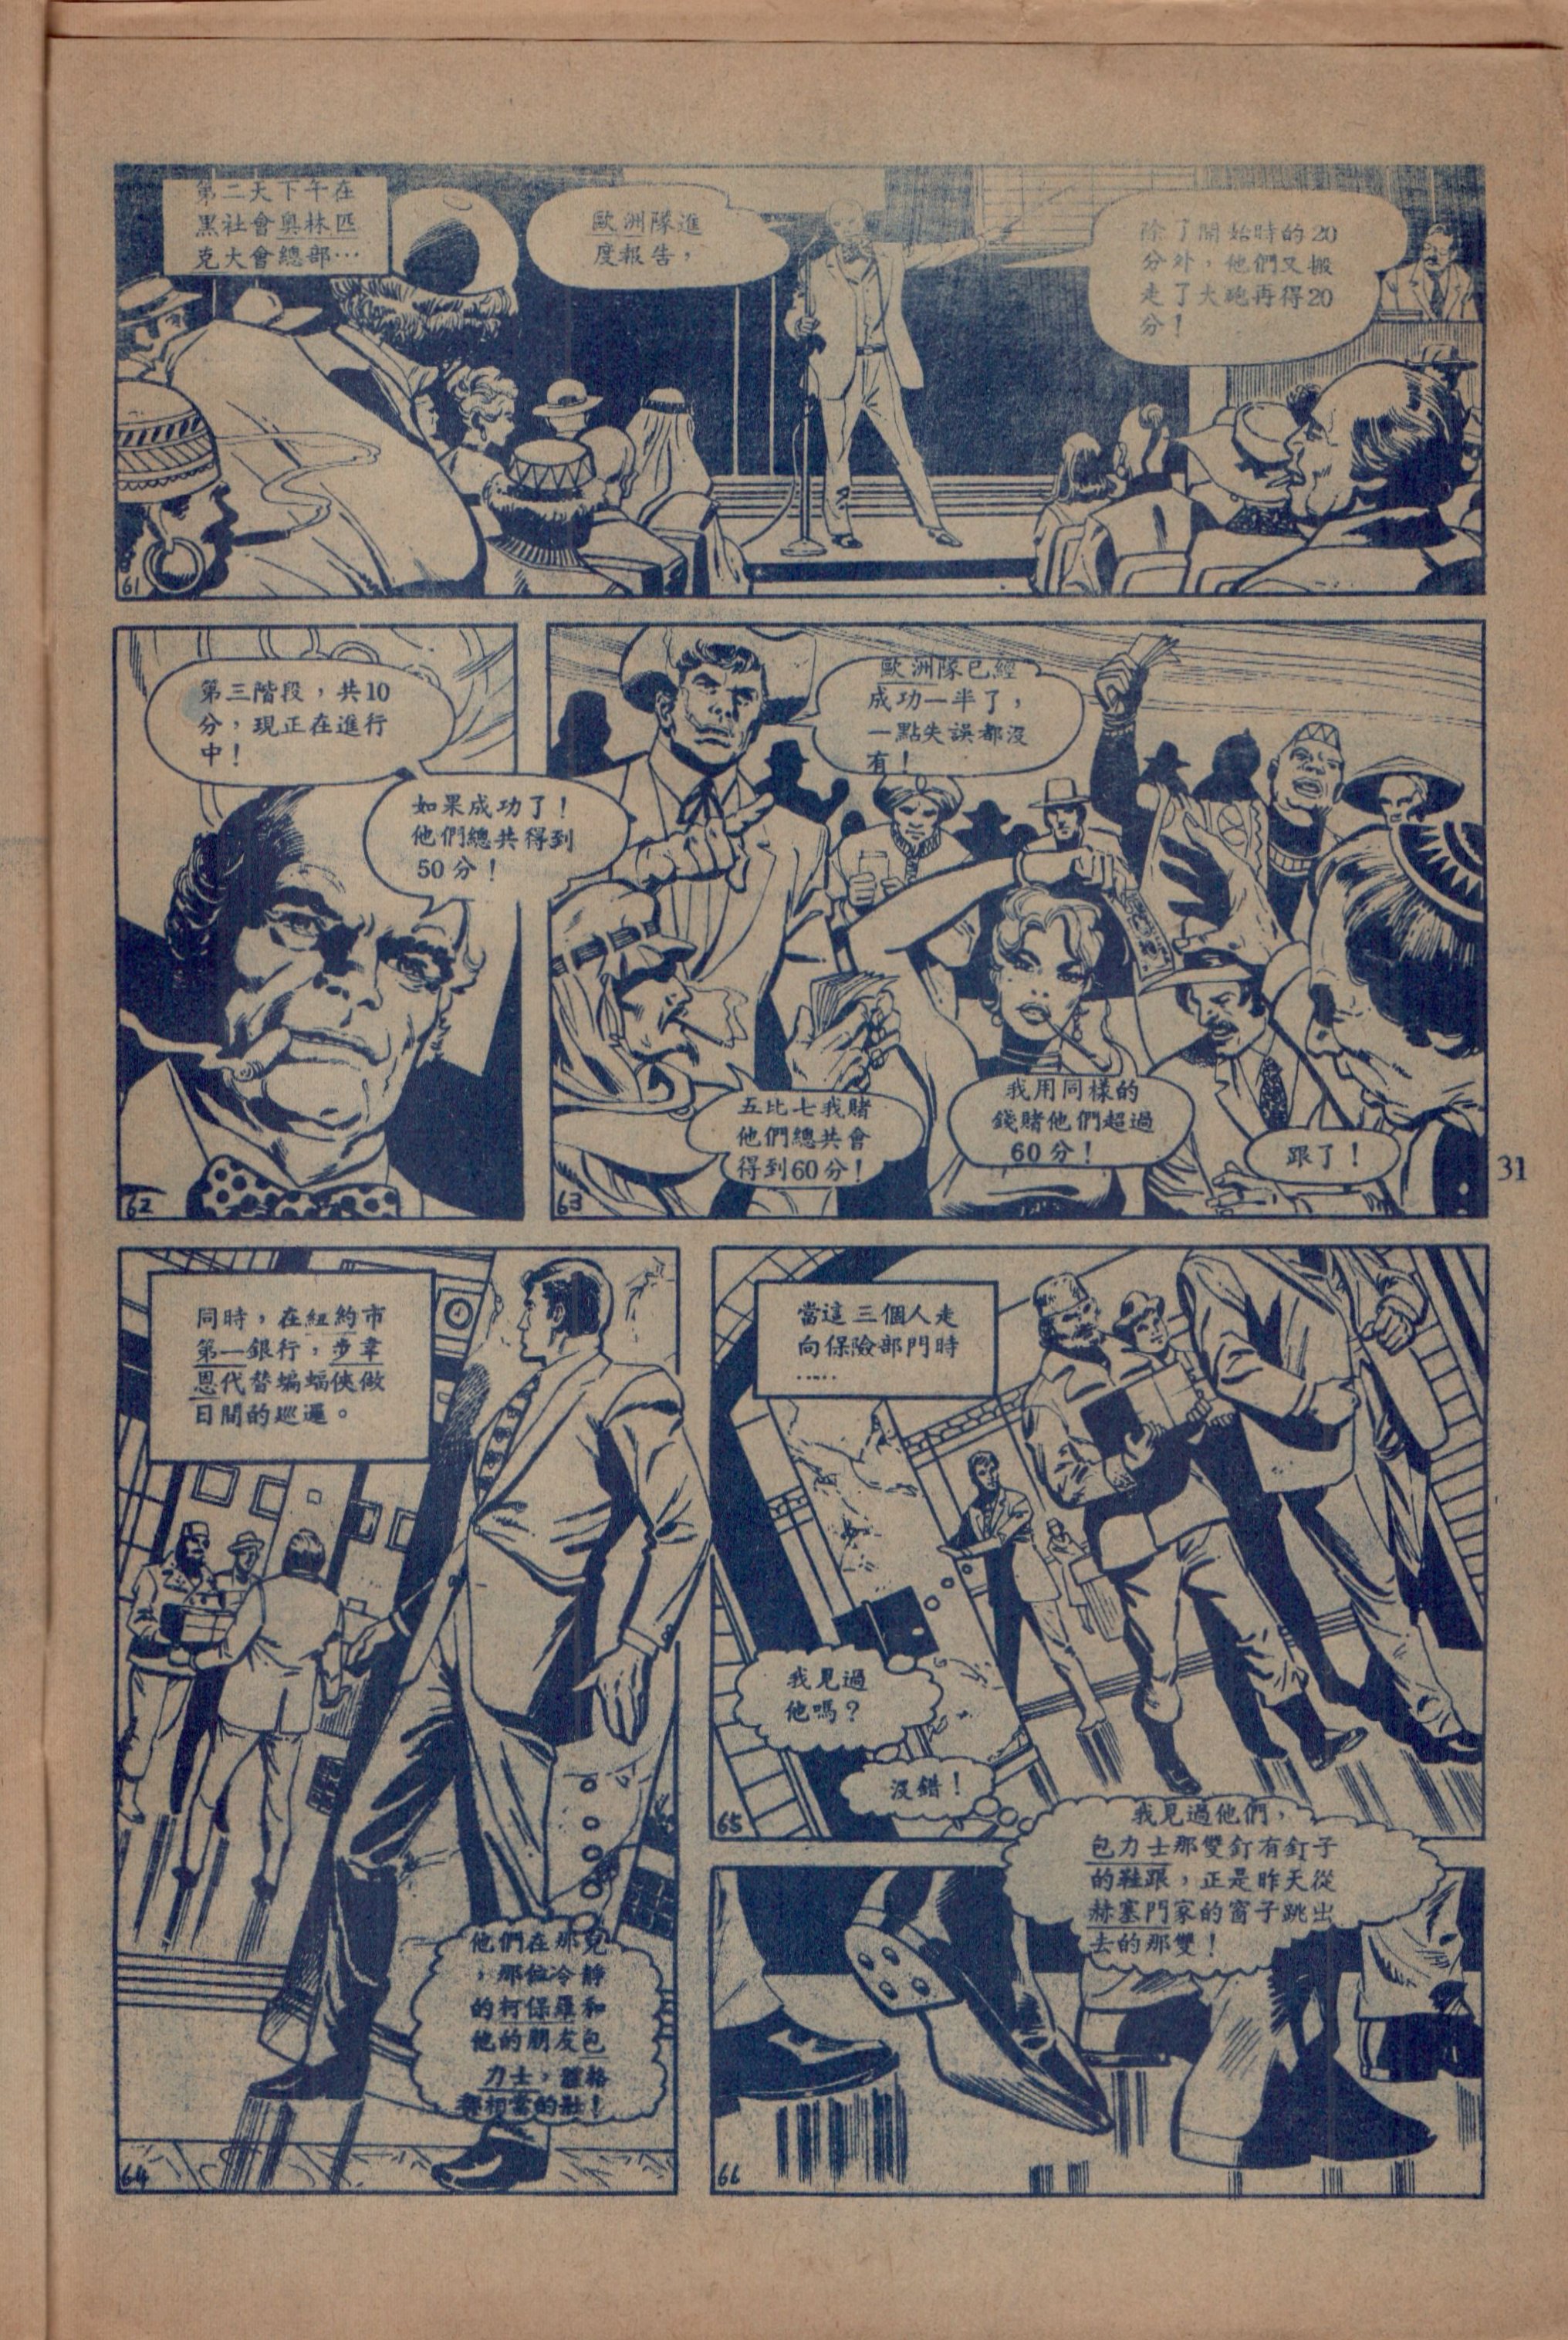 第二天下午在
黑社會奧林匹
克大會總部…
歐洲隊進
度報告，
除了開始時的20
分外，他們又搬
走了大砲再得20
分！
61
第三階段，共10
分，現正在進行
中！
如果成功了！
他們總共得到
50分！
62
歐洲隊已經
成功一半了，
一點失誤都沒
有！
五比七我賭
他們總共會
得到60分！
我用同樣的
錢賭他們超過
60分！
跟了！
63
31
同時，在紐約市
第一銀行，步韋
恩代替蝙蝠俠做
日間的巡邏。
他們在那兒
，那位冷靜
的柯保羅和
他的朋友包
力士，
的鞋！
64
當這三個人走
向保險部門時
……
我見過
他嗎？
沒錯！
65
我見過他們，
包力士那雙釘有釘子
的鞋跟，正是昨天從
赫塞門家的窗子跳出
去的那雙！
66